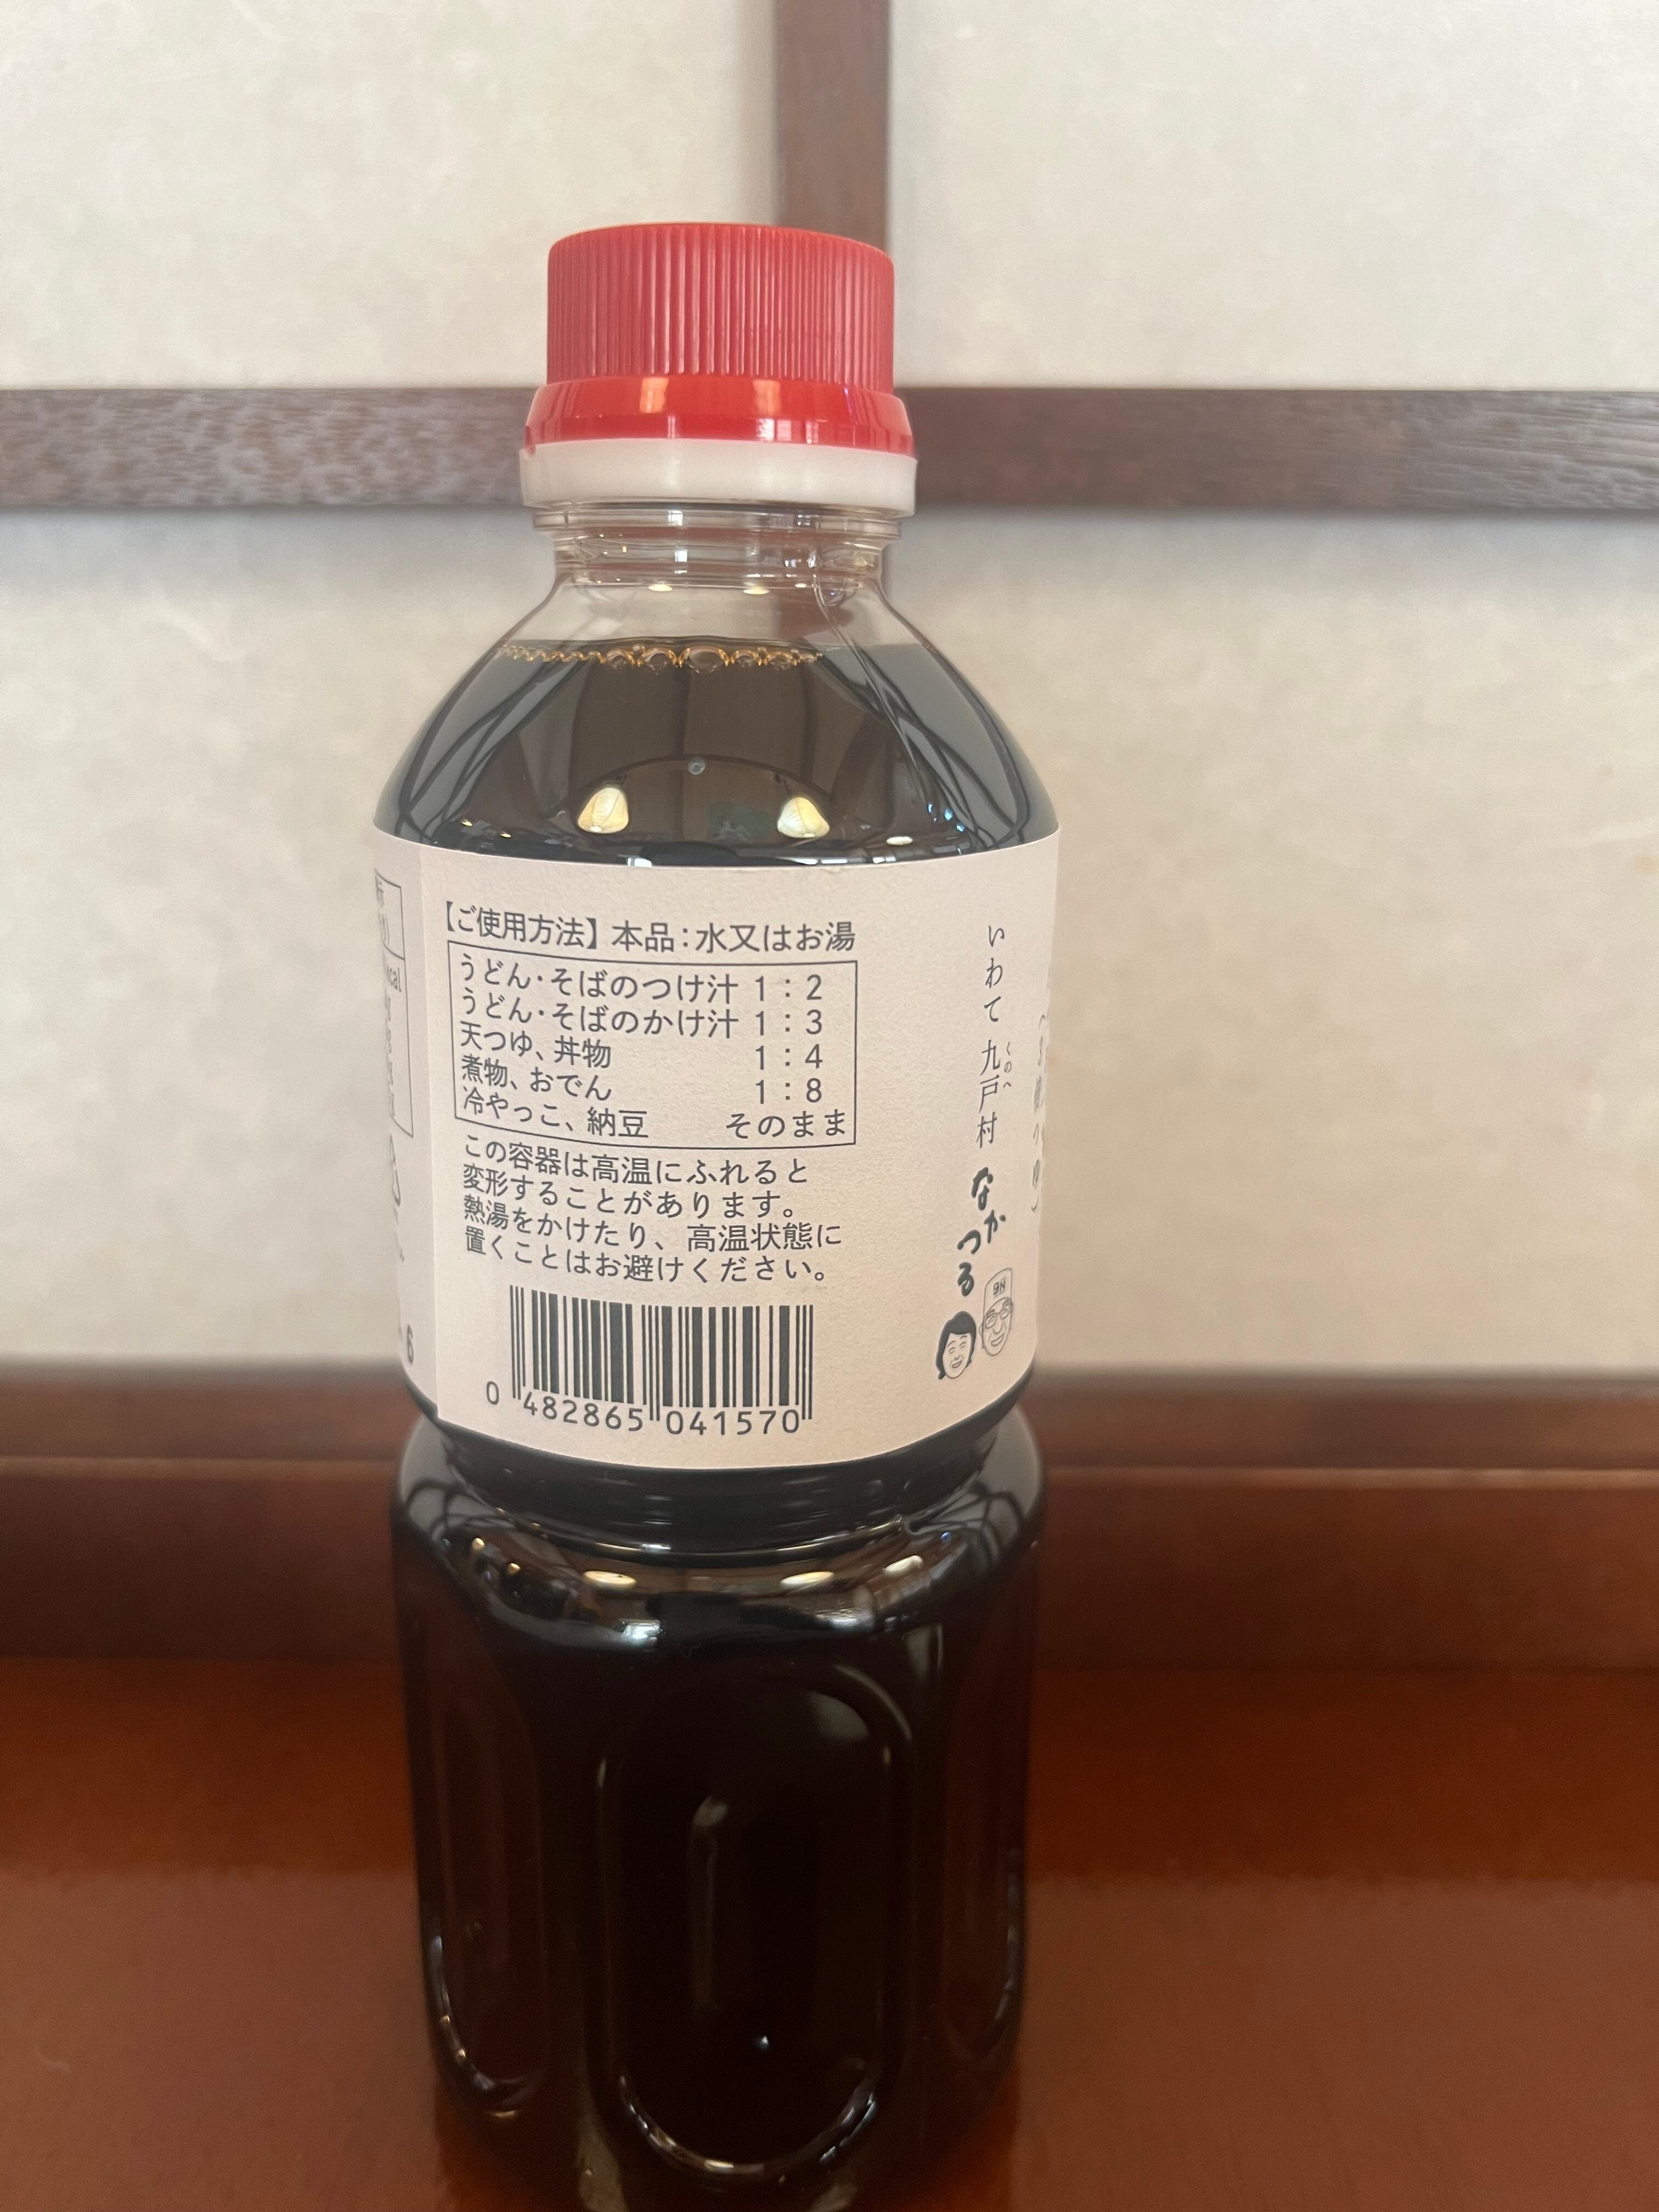 【ご使用方法】本品:水又はお湯
うどん・そばのつけ汁 1:2
うどん・そばのかけ汁 1:3
天つゆ、丼物 1:4
煮物、おでん 1:8
冷やっこ、納豆 そのまま
この容器は高温にふれると
変形することがあります。
熱湯をかけたり、高温状態に
置くことはお避けください。
0 482865 041570
いわて 九戸村
くのへ
なかつる
kcal
6